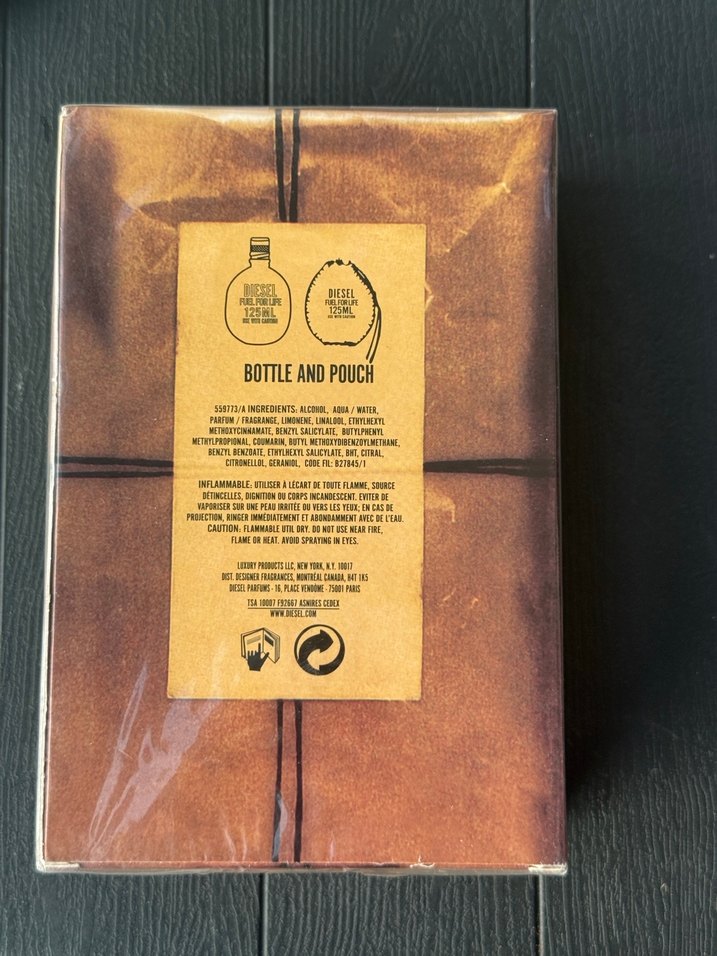 DIESEL
FUEL FOR LIFE
125ML
USE WITH CAUTION
DIESEL
FUEL FOR LIFE
125ML
USE WITH CAUTION
BOTTLE AND POUCH
559773/A INGREDIENTS: ALCOHOL, AQUA / WATER,
PARFUM / FRAGRANGE, LIMONENE, LINALOOL, ETHYLHEXYL
METHOXYCINNAMATE, BENZYL SALICYLATE, BUTYLPHENYL
METHYLPROPIONAL, COUMARIN, BUTYL METHOXYDIBENZOYLMETHANE,
BENZYL BENZOATE, ETHYLHEXYL SALICYLATE, BHT, CITRAL,
CITRONELLOL, GERANIOL, CODE FIL: B27845/1
INFLAMMABLE: UTILISER À LÉCART DE TOUTE FLAMME, SOURCE
DÉTINCELLES, DIGNITION OU CORPS INCANDESCENT. EVITER DE
VAPORISER SUR UNE PEAU IRRITÉE OU VERS LES YEUX; EN CAS DE
PROJECTION, RINGER IMMÉDIATEMENT ET ABONDAMMENT AVEC DE L'EAU.
CAUTION: FLAMMABLE UTIL DRY. DO NOT USE NEAR FIRE,
FLAME OR HEAT. AVOID SPRAYING IN EYES.
LUXURY PRODUCTS LLC, NEW YORK, N.Y. 10017
DIST. DESIGNER FRAGRANCES, MONTRÉAL CANADA, H4T 1K5
DIESEL PARFUMS - 16, PLACE VENDÔME - 75001 PARIS
TSA 10007 F92667 ASNIRES CEDEX
WWW.DIESEL.COM